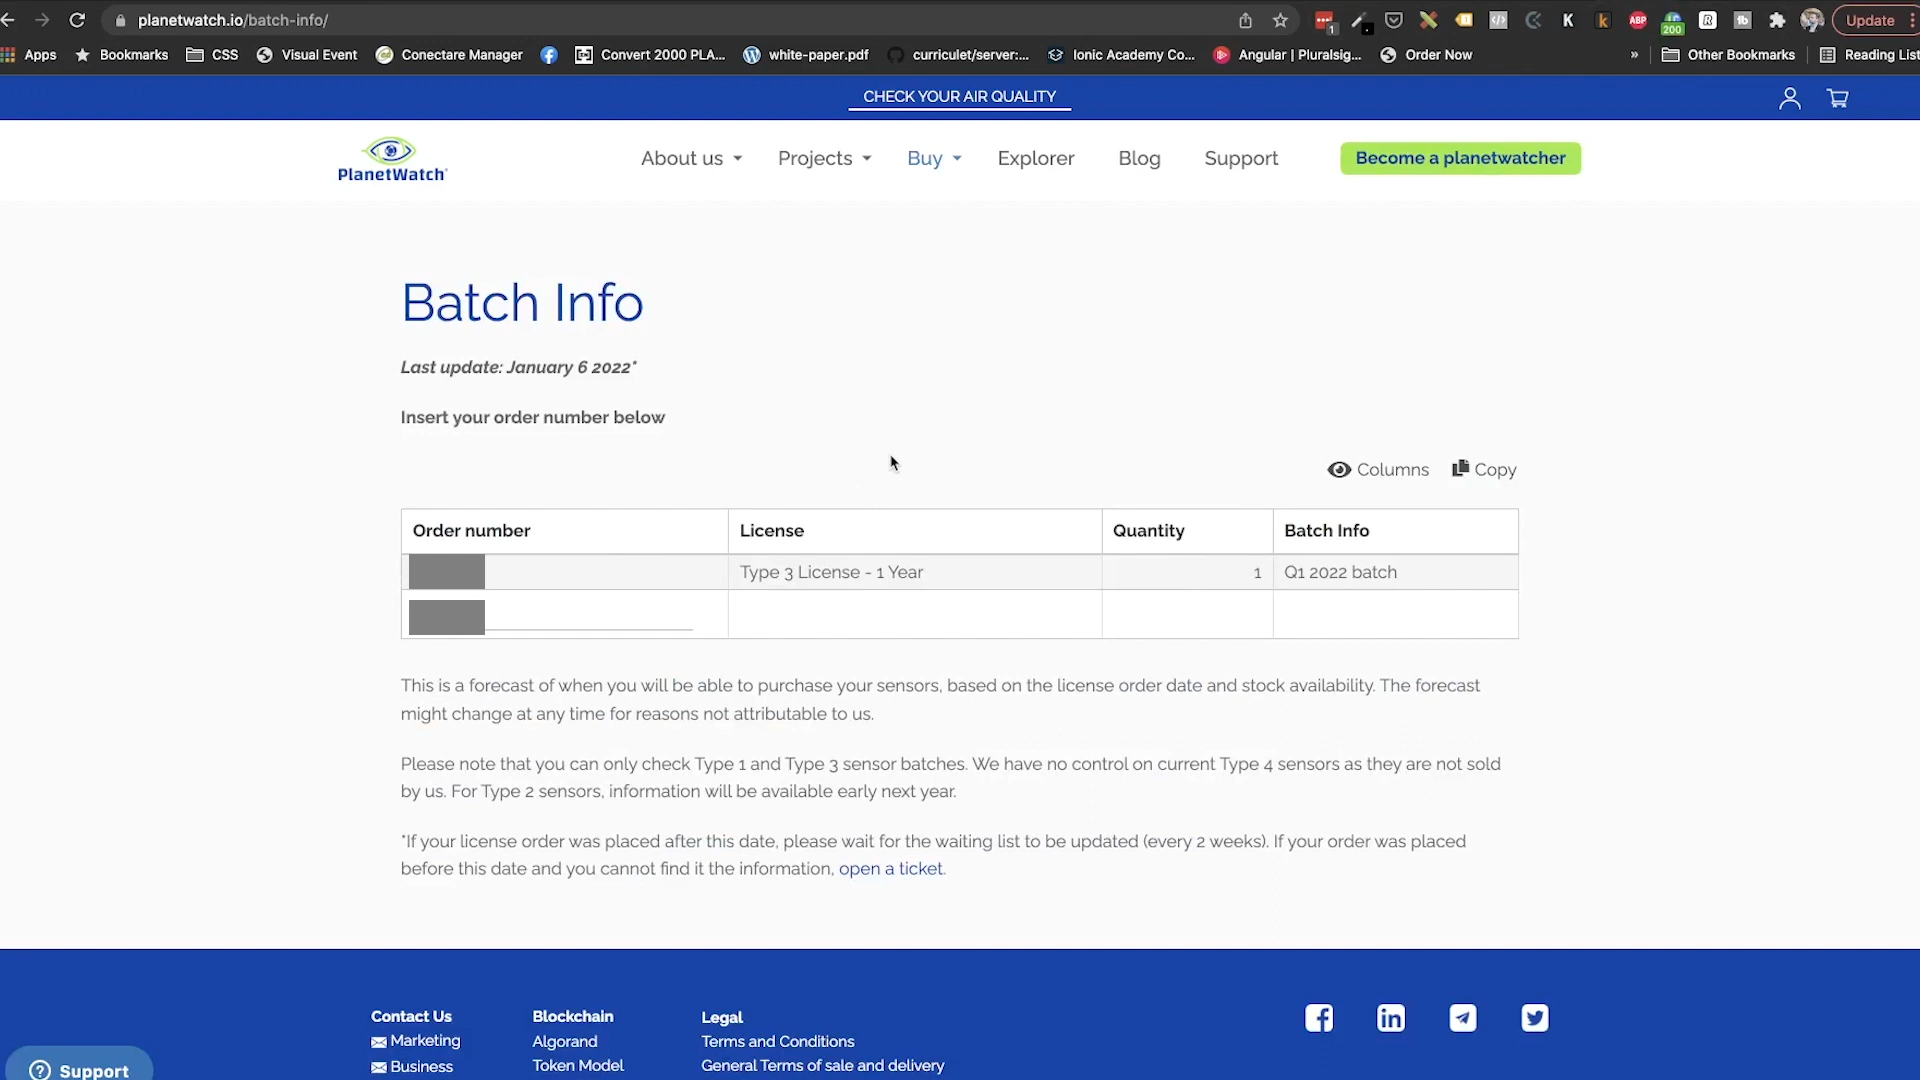 planetwatch.io/batch-info/
1
200
ABP
Update
Apps
Bookmarks
CSS
Visual Event
Conectare Manager
Convert 2000 PLA...
white-paper.pdf
curriculet/server:...
Ionic Academy Co...
Angular | Pluralsig...
Order Now
»
Other Bookmarks
Reading List
CHECK YOUR AIR QUALITY
PlanetWatch
About us
Projects
Buy
Explorer
Blog
Support
Become a planetwatcher
Batch Info
Last update: January 6 2022*
Insert your order number below
Columns
Copy
Order number
License
Quantity
Batch Info
Type 3 License - 1 Year
1
Q1 2022 batch
This is a forecast of when you will be able to purchase your sensors, based on the license order date and stock availability. The forecast
might change at any time for reasons not attributable to us.
Please note that you can only check Type 1 and Type 3 sensor batches. We have no control on current Type 4 sensors as they are not sold
by us. For Type 2 sensors, information will be available early next year.
*If your license order was placed after this date, please wait for the waiting list to be updated (every 2 weeks). If your order was placed
before this date and you cannot find it the information, open a ticket.
Contact Us
Marketing
Business
Blockchain
Algorand
Token Model
Legal
Terms and Conditions
General Terms of sale and delivery
Support